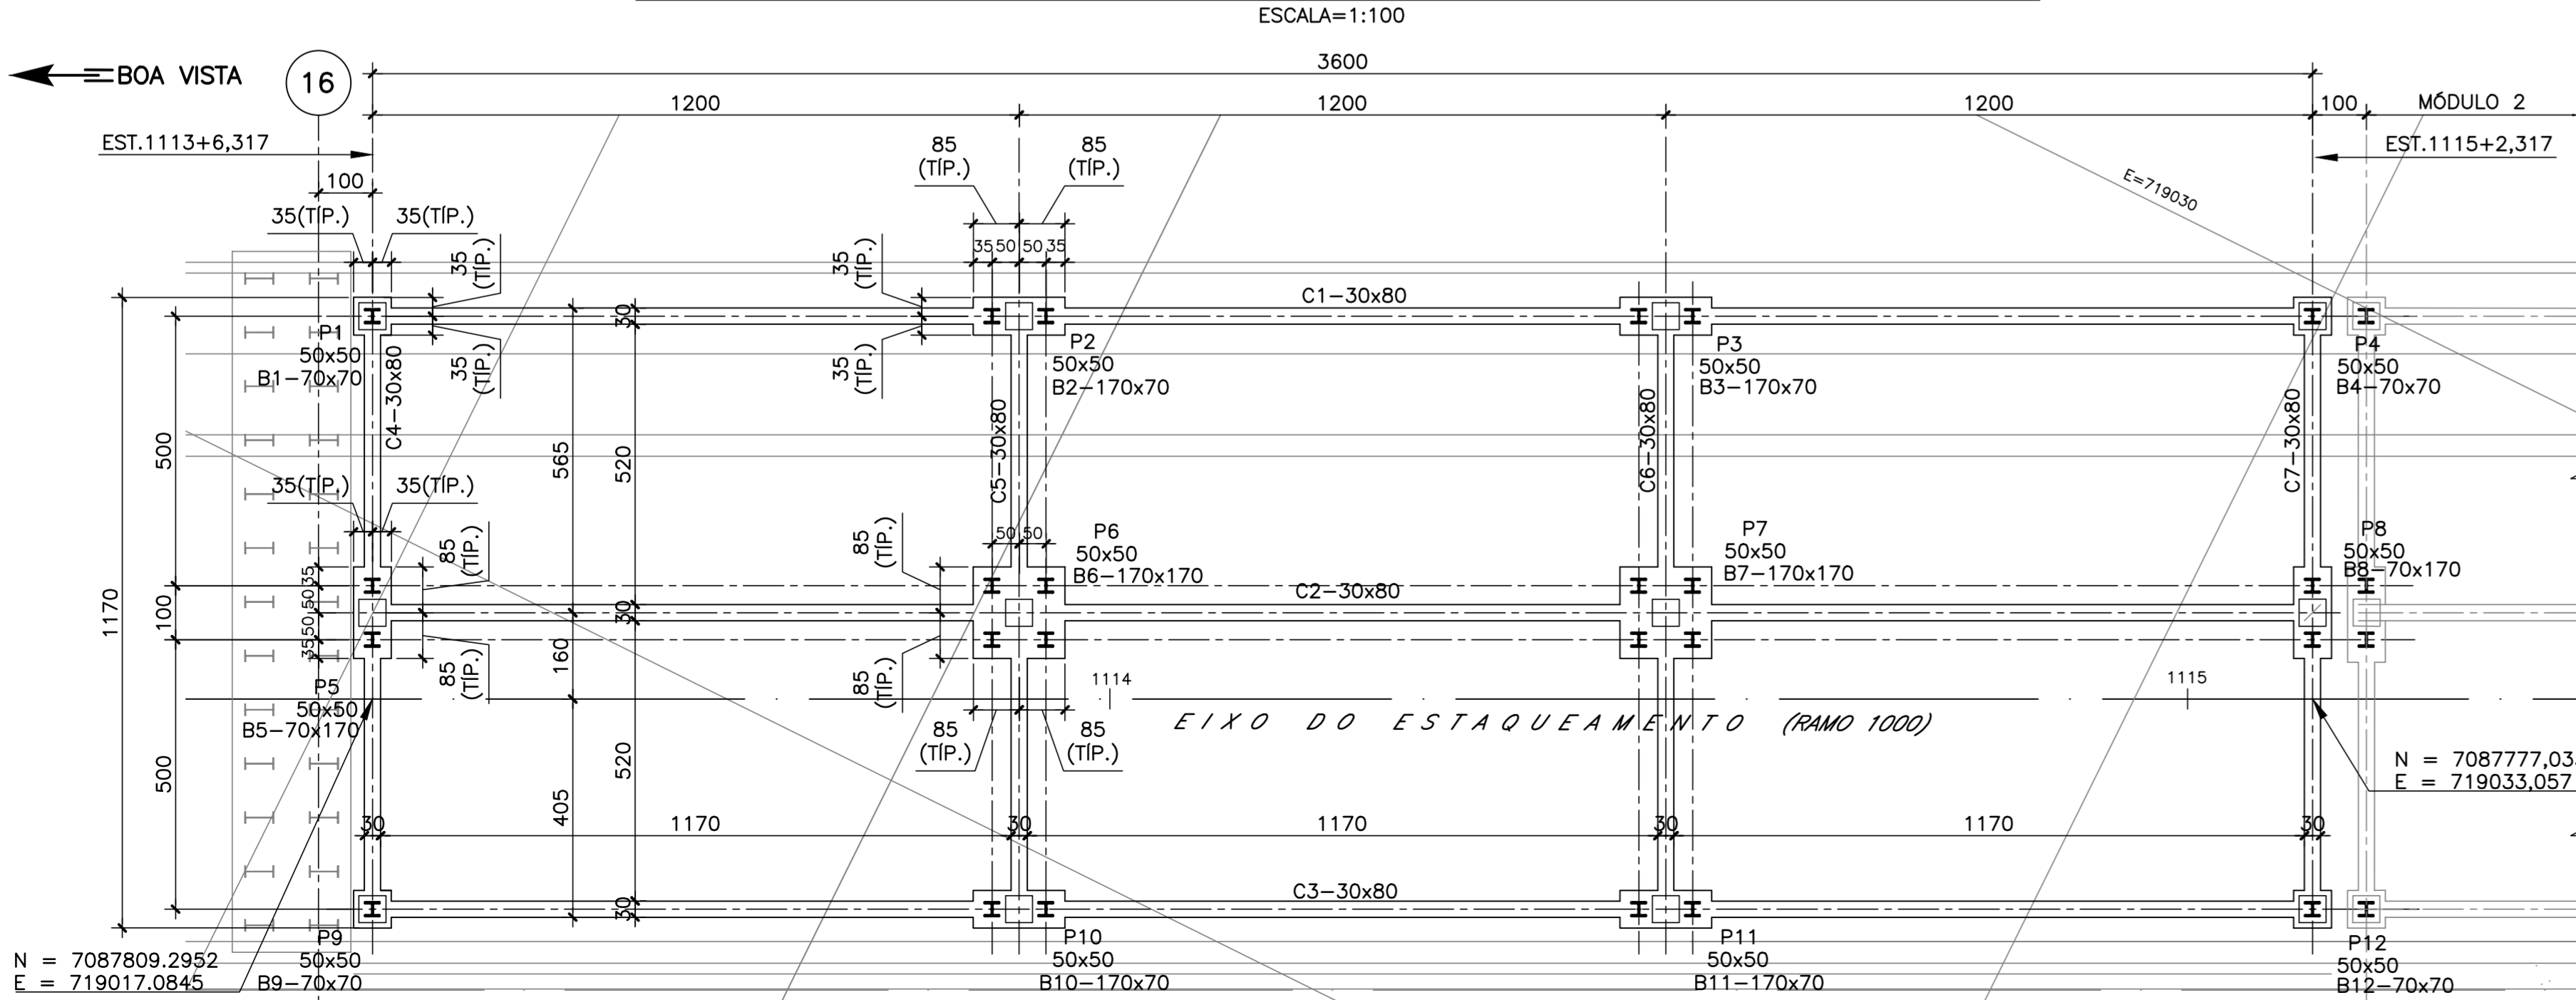 ESCALA=1:100
3600
BOA VISTA
16
1200
1200
1200
100
MÓDULO 2
EST.1113+6,317
EST.1115+2,317
85
(TÍP.)
85
(TÍP.)
E=719030
100
35(TÍP.)
35(TÍP.)
35
(TÍP.)
35
(TÍP.)
35
50
50
35
C1-30x80
30
P1
50x50
B1-70x70
35
(TÍP.)
35
(TÍP.)
P2
50x50
B2-170x70
P3
50x50
B3-170x70
P4
50x50
B4-70x70
C4-30x80
C5-30x80
C6-30x80
C7-30x80
500
565
520
35(TÍP.)
35(TÍP.)
85
(TÍP.)
85
(TÍP.)
50
50
P6
50x50
B6-170x170
P7
50x50
B7-170x170
P8
50x50
B8-70x170
C2-30x80
1170
100
35
50
50
35
30
160
85
(TÍP.)
85
(TÍP.)
P5
50x50
B5-70x170
1114
1115
EIXO DO ESTAQUEAMENTO (RAMO 1000)
85
(TÍP.)
85
(TÍP.)
N = 7087777,03
E = 719033,057
500
405
520
30
1170
30
1170
30
1170
30
C3-30x80
30
P9
50x50
B9-70x70
P10
50x50
B10-170x70
P11
50x50
B11-170x70
P12
50x50
B12-70x70
N = 7087809.2952
E = 719017.0845